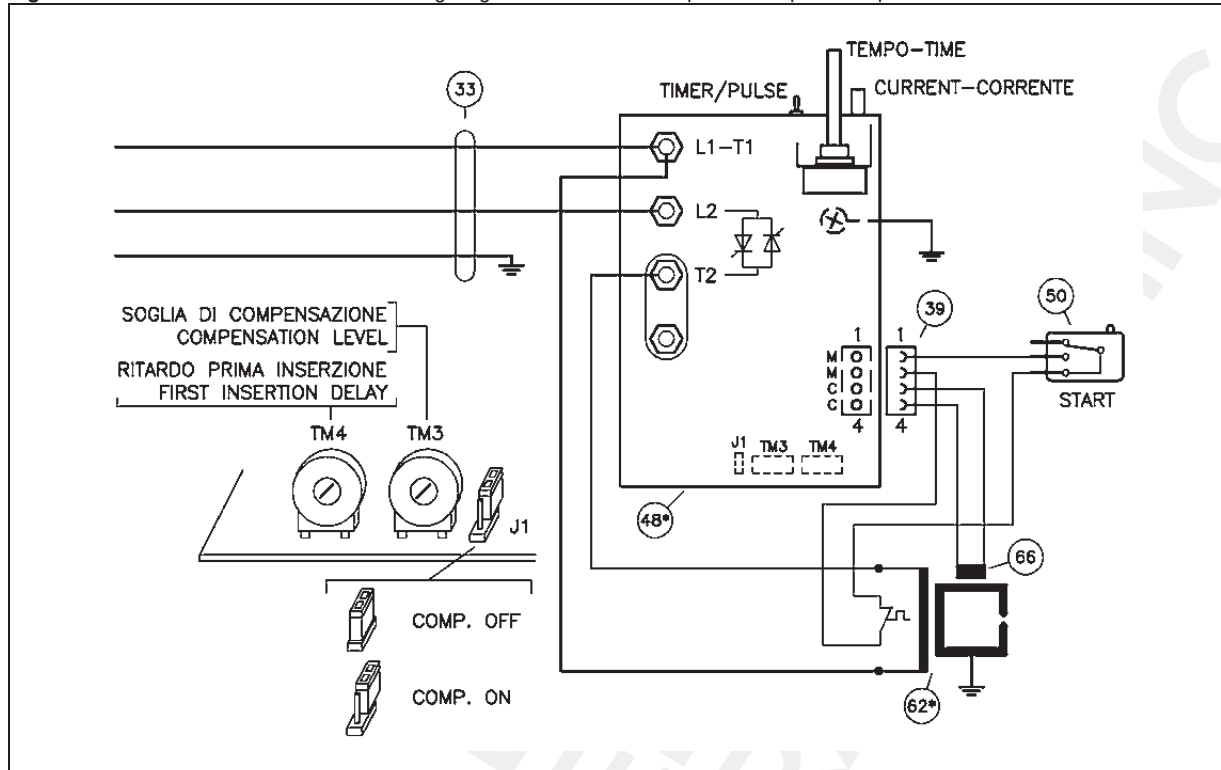 TEMPO-TIME
TIMER/PULSE
CURRENT-CORRENTE
33
L1-T1
L2
T2
SOGLIA DI COMPENSAZIONE
COMPENSATION LEVEL
RITARDO PRIMA INSERZIONE
FIRST INSERTION DELAY
TM4
TM3
J1
COMP. OFF
COMP. ON
1
M
M
C
C
4
1
4
39
50
START
J1
TM3
TM4
48*
66
62*